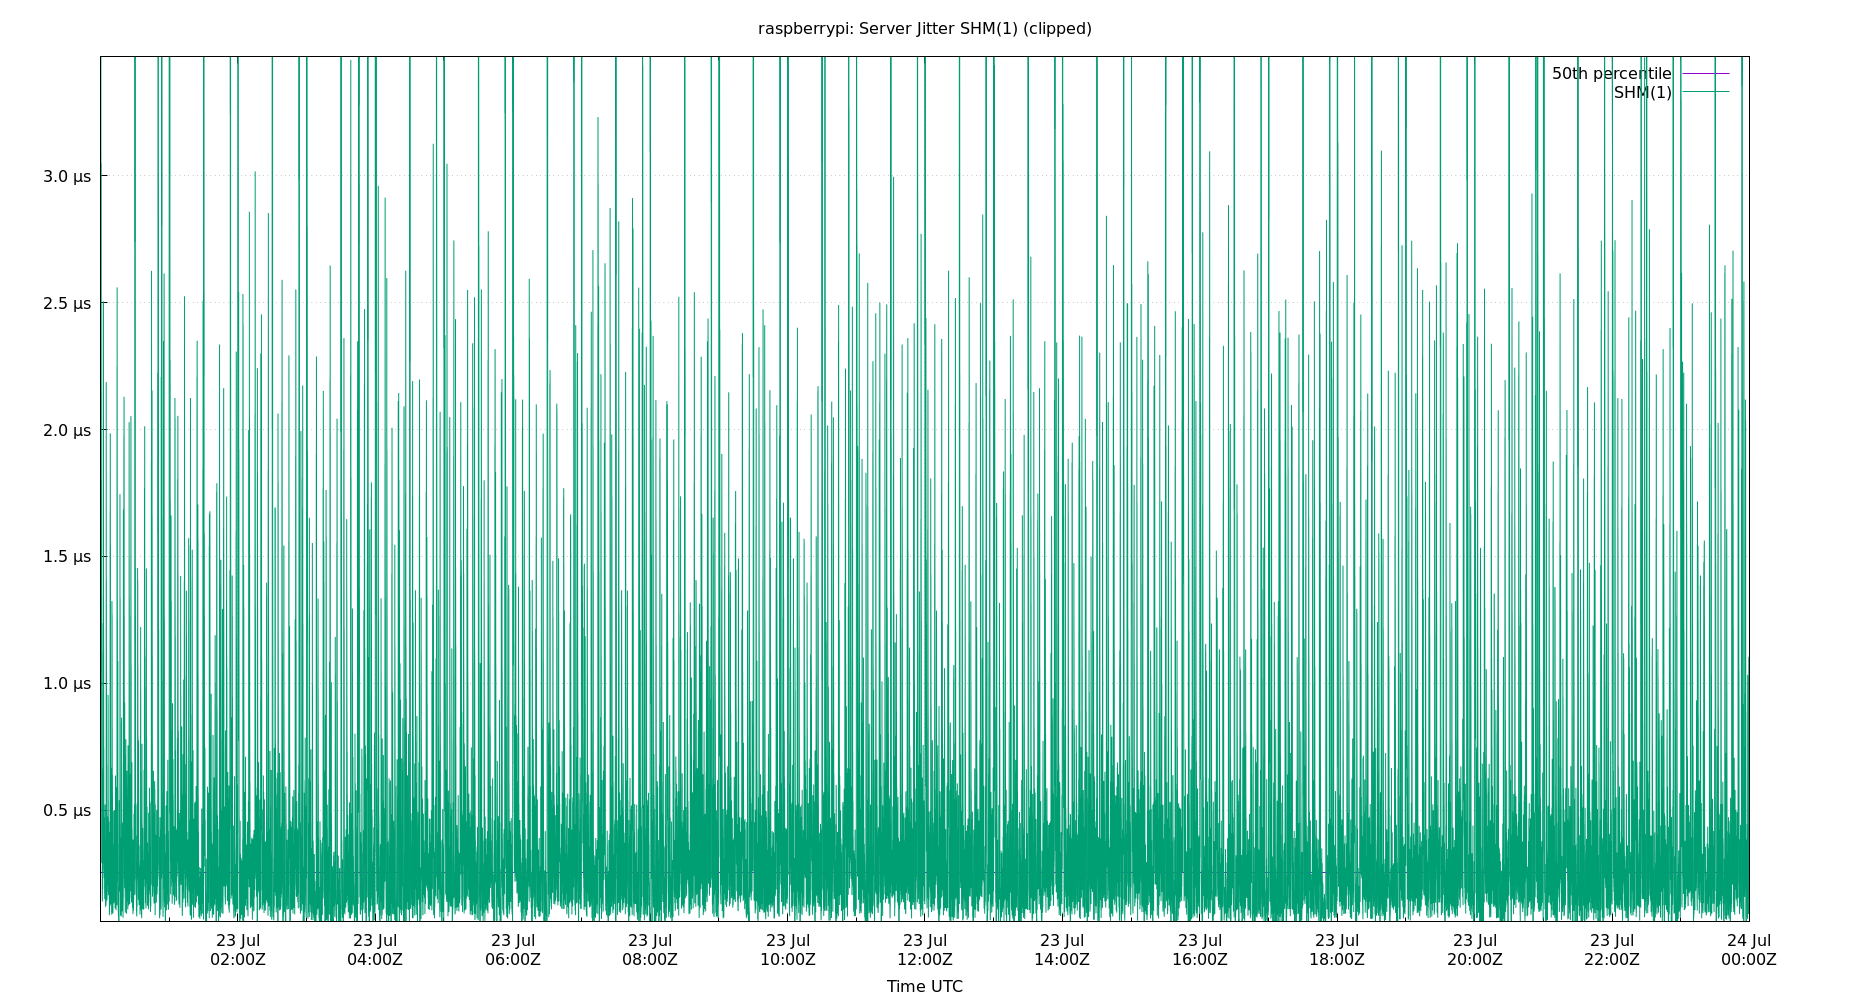 raspberrypi: Server Jitter SHM(1) (clipped)
50th percentile
SHM(1)
3.0 µs
2.5 µs
2.0 µs
1.5 µs
1.0 µs
0.5 µs
23 Jul 23 Jul 23 Jul 23 Jul 23 Jul 23 Jul 23 Jul 23 Jul 23 Jul 23 Jul 23 Jul 24 Jul
02:00Z 04:00Z 06:00Z 08:00Z 10:00Z 12:00Z 14:00Z 16:00Z 18:00Z 20:00Z 22:00Z 00:00Z
Time UTC